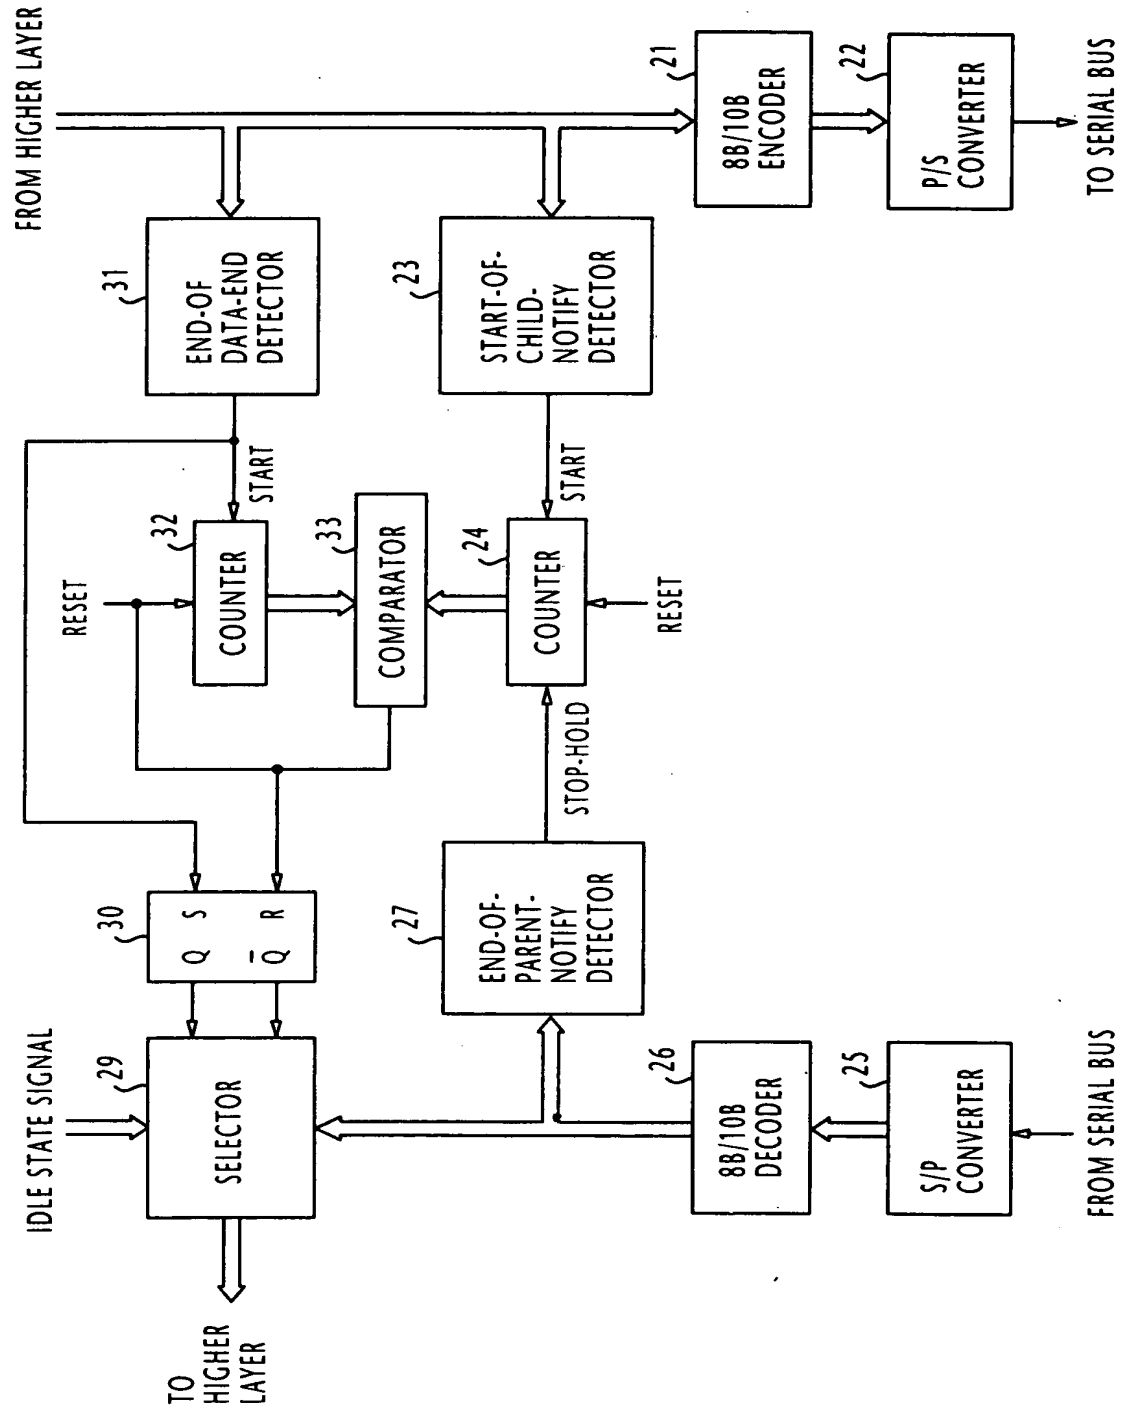 FROM HIGHER LAYER
21
8B/10B
ENCODER
22
P/S
CONVERTER
TO SERIAL BUS
31
END-OF
DATA-END
DETECTOR
23
START-OF-
CHILD-
NOTIFY
DETECTOR
START
START
RESET
32
COUNTER
33
COMPARATOR
24
COUNTER
RESET
STOP-HOLD
30
Q S
Q R
27
END-OF-
PARENT-
NOTIFY
DETECTOR
IDLE STATE SIGNAL
29
SELECTOR
26
8B/10B
DECODER
25
S/P
CONVERTER
FROM SERIAL BUS
TO
HIGHER
LAYER